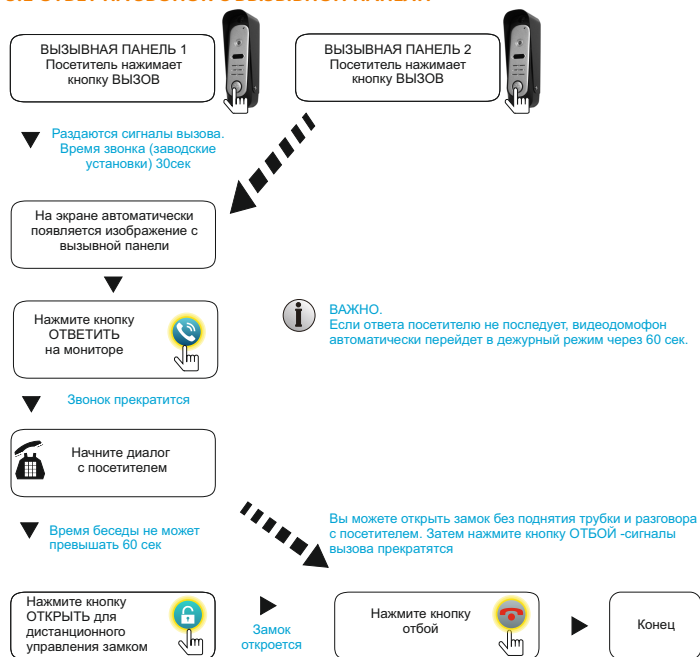 ВЫЗЫВНАЯ ПАНЕЛЬ 1
Посетитель нажимает
кнопку ВЫЗОВ
ВЫЗЫВНАЯ ПАНЕЛЬ 2
Посетитель нажимает
кнопку ВЫЗОВ
Раздаются сигналы вызова.
Время звонка (заводские
установки) 30сек
На экране автоматически
появляется изображение с
вызывной панели
Нажмите кнопку
ОТВЕТИТЬ
на мониторе
ВАЖНО.
Если ответа посетителю не последует, видеодомофон
автоматически перейдет в дежурный режим через 60 сек.
Звонок прекратится
Начните диалог
с посетителем
Время беседы не может
превышать 60 сек
Вы можете открыть замок без поднятия трубки и разговора
с посетителем. Затем нажмите кнопку ОТБОЙ -сигналы
вызова прекратятся
Нажмите кнопку
ОТКРЫТЬ для
дистанционного
управления замком
Замок
откроется
Нажмите кнопку
отбой
Конец